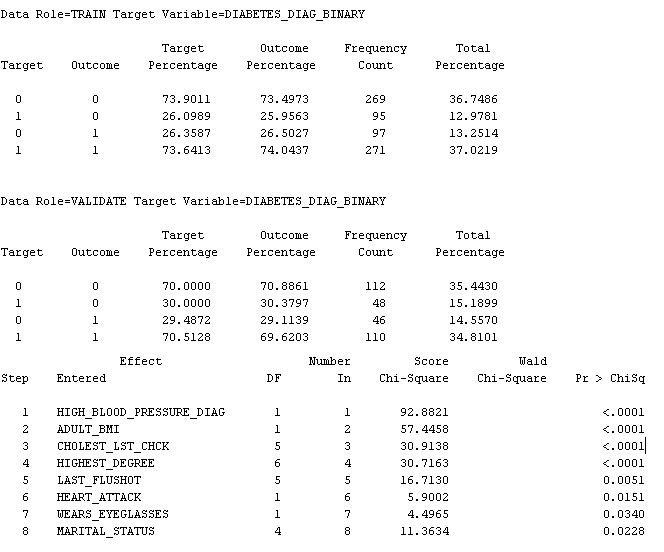 Data Role=TRAIN Target Variable=DIABETES_DIAG_BINARY
Target Outcome Frequency Total
Target Outcome Percentage Percentage Count Percentage
0 0 73.9011 73.4973 269 36.7486
1 0 26.0989 25.9563 95 12.9781
0 1 26.3587 26.5027 97 13.2514
1 1 73.6413 74.0437 271 37.0219
Data Role=VALIDATE Target Variable=DIABETES_DIAG_BINARY
Target Outcome Frequency Total
Target Outcome Percentage Percentage Count Percentage
0 0 70.0000 70.8861 112 35.4430
1 0 30.0000 30.3797 48 15.1899
0 1 29.4872 29.1139 46 14.5570
1 1 70.5128 69.6203 110 34.8101
Effect Number Score Wald
Step Entered DF In Chi-Square Chi-Square Pr > ChiSq
1 HIGH_BLOOD_PRESSURE_DIAG 1 1 92.8821 <.0001
2 ADULT_BMI 1 2 57.4458 <.0001
3 CHOLEST_LST_CHCK 5 3 30.9138 <.0001
4 HIGHEST_DEGREE 6 4 30.7163 <.0001
5 LAST_FLUSHOT 5 5 16.7130 0.0051
6 HEART_ATTACK 1 6 5.9002 0.0151
7 WEARS_EYEGLASSES 1 7 4.4965 0.0340
8 MARITAL_STATUS 4 8 11.3634 0.0228